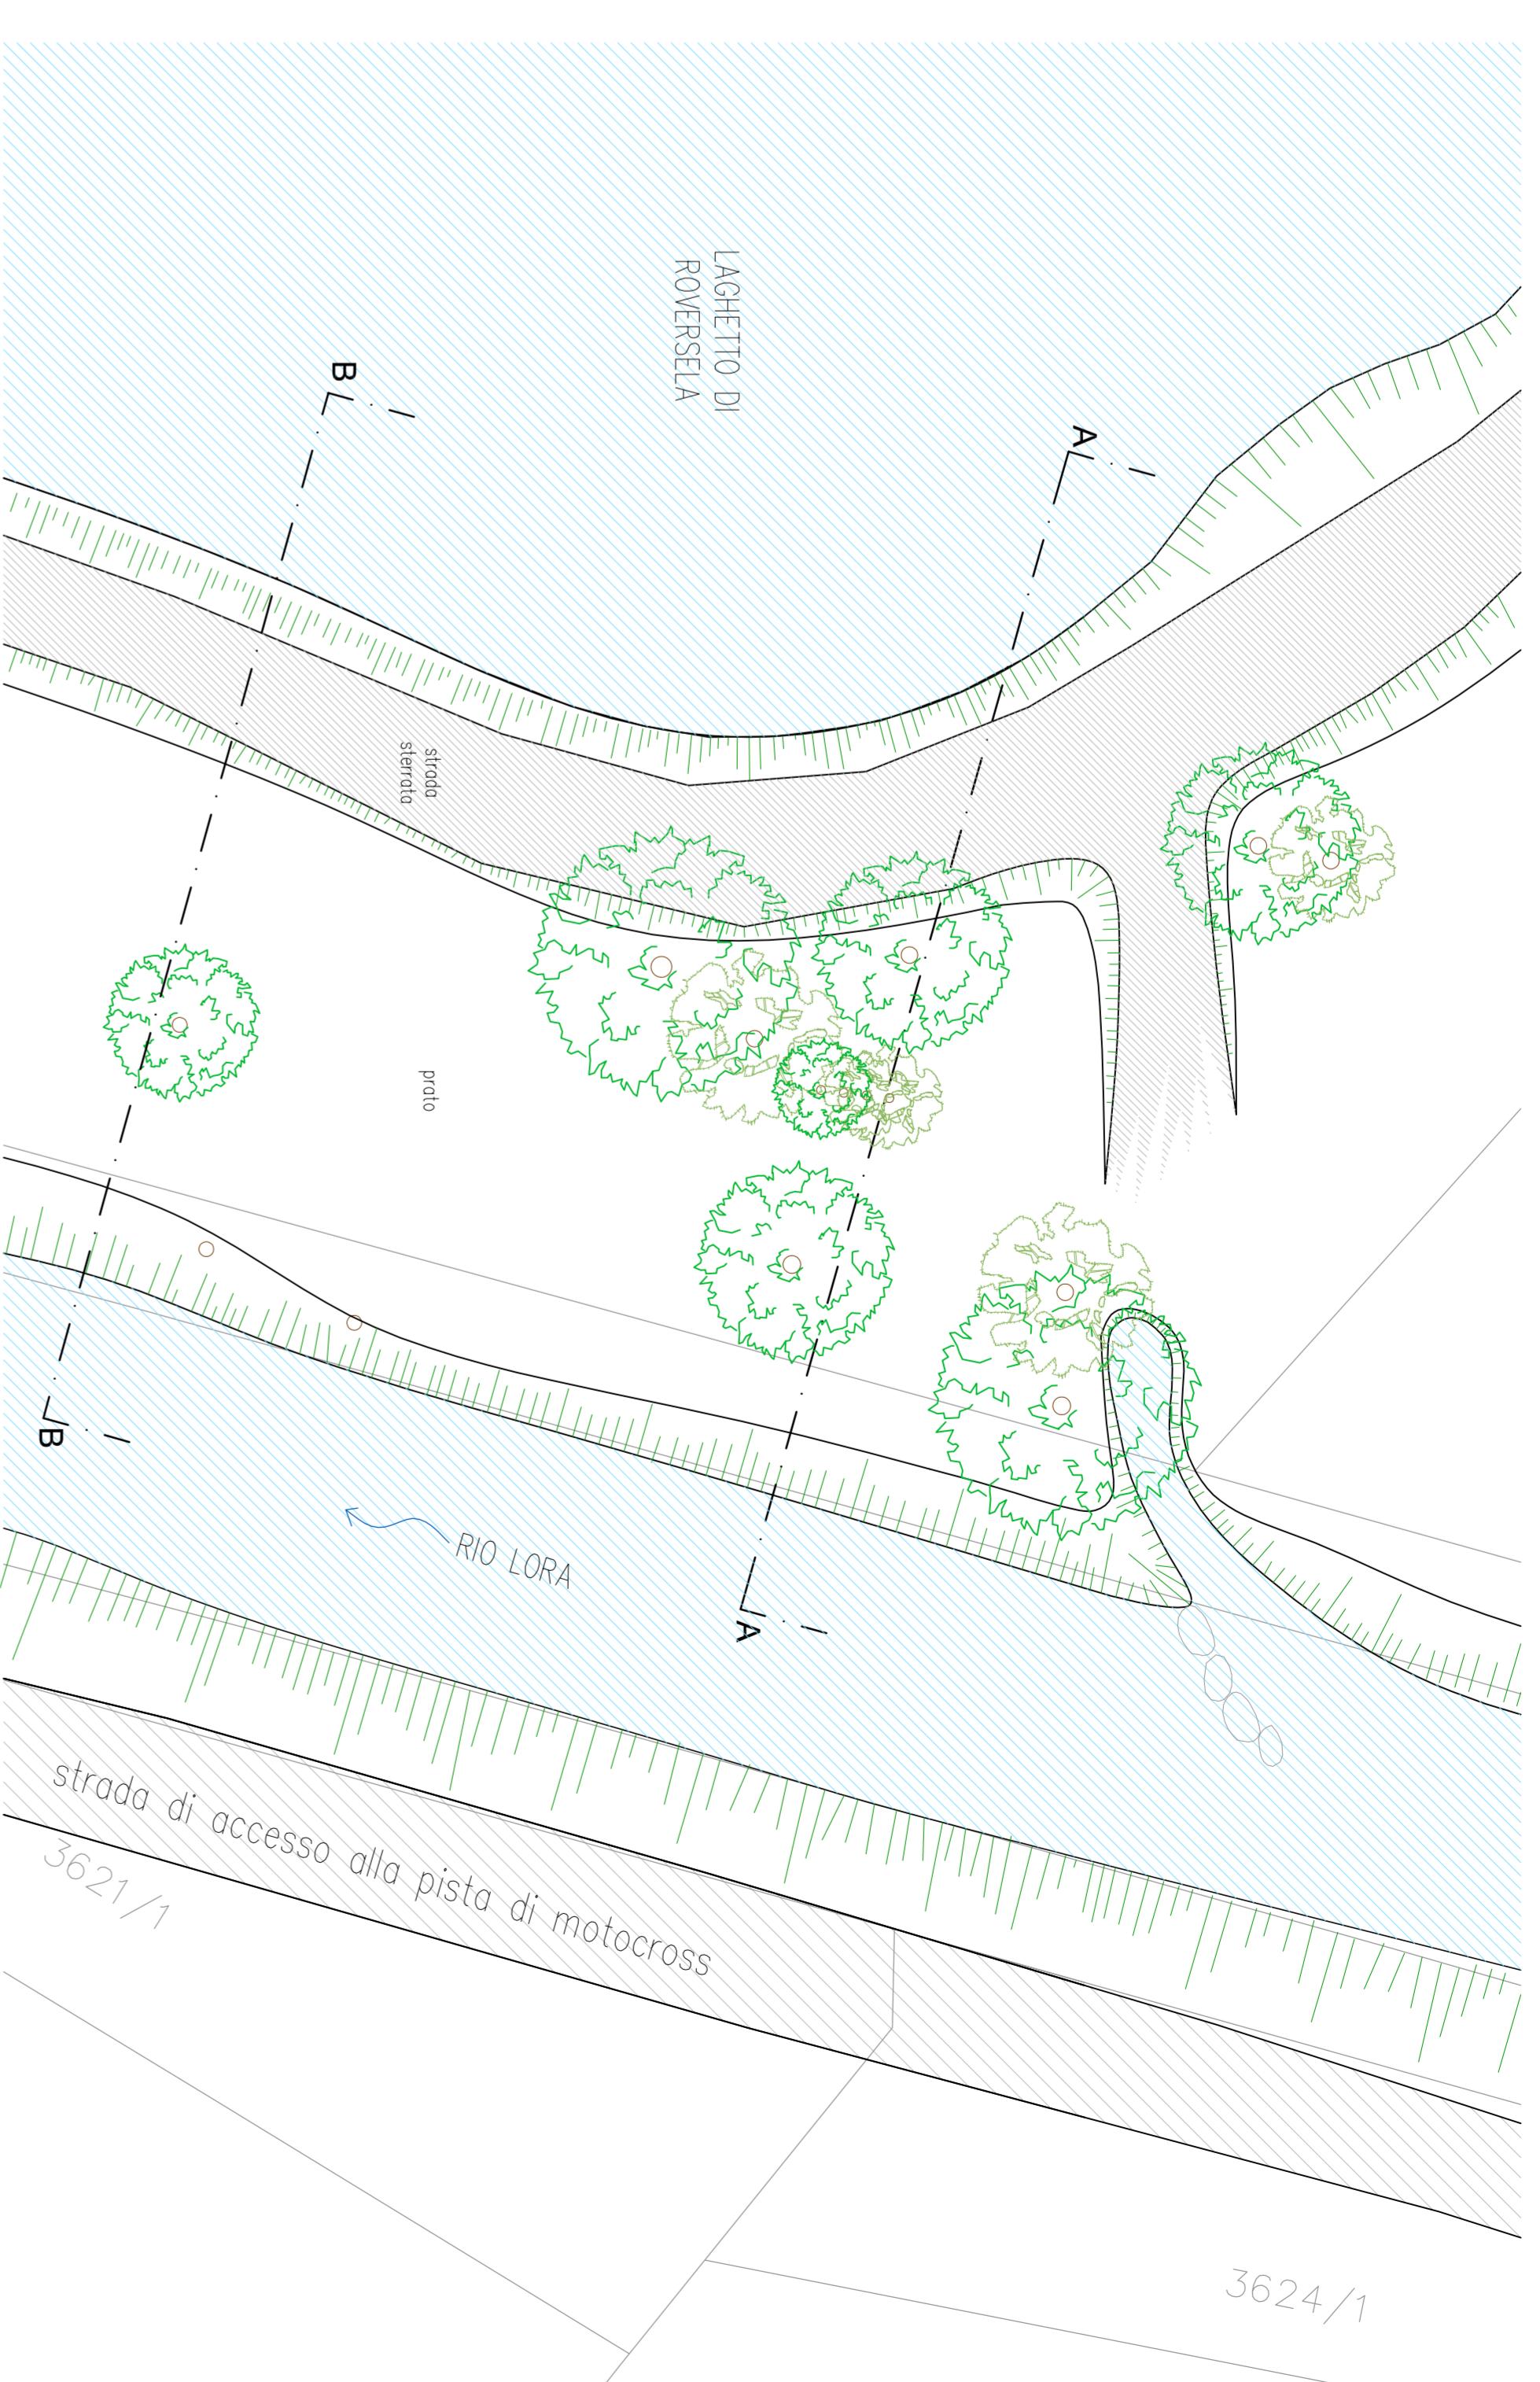 LAGHETTO DI
ROVERSELA
B
A
strada
sterrata
prato
B
RIO LORA
A
strada di accesso alla pista di motocross
3621/1
3624/1